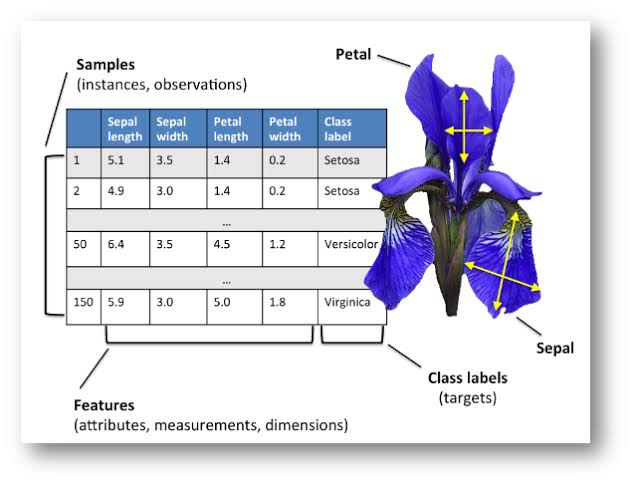 Samples
(instances, observations)
Petal
Sepal length Sepal width Petal length Petal width Class label
1 5.1 3.5 1.4 0.2 Setosa
2 4.9 3.0 1.4 0.2 Setosa
...
50 6.4 3.5 4.5 1.2 Versicolor
...
150 5.9 3.0 5.0 1.8 Virginica
Sepal
Class labels
(targets)
Features
(attributes, measurements, dimensions)